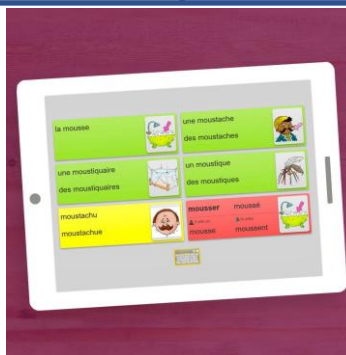 la mousse
une moustache
des moustaches
une moustiquaire
des moustiquaires
un moustique
des moustiques
moustachu
moustachue
mousser moussé
mousse moussent